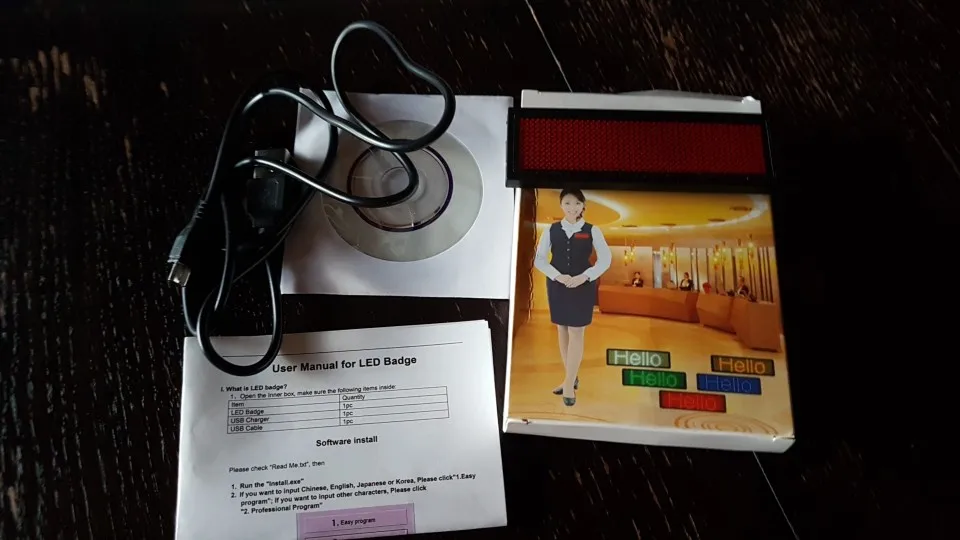 User Manual for LED Badge
I. What is LED badge?
1. Open the inner box, make sure the following items inside:
Item Quantity
LED Badge 1pc
USB Charger 1pc
USB Cable 1pc
Software install
Please check "Read Me.txt", then
1. Run the "Install.exe"
2. If you want to input Chinese, English, Japanese or Korea, Please click"1.Easy
program"; If you want to input other characters, Please click
"2. Professional Program"
1. Easy program
Hello
Hello
Hello
Hello
Hello